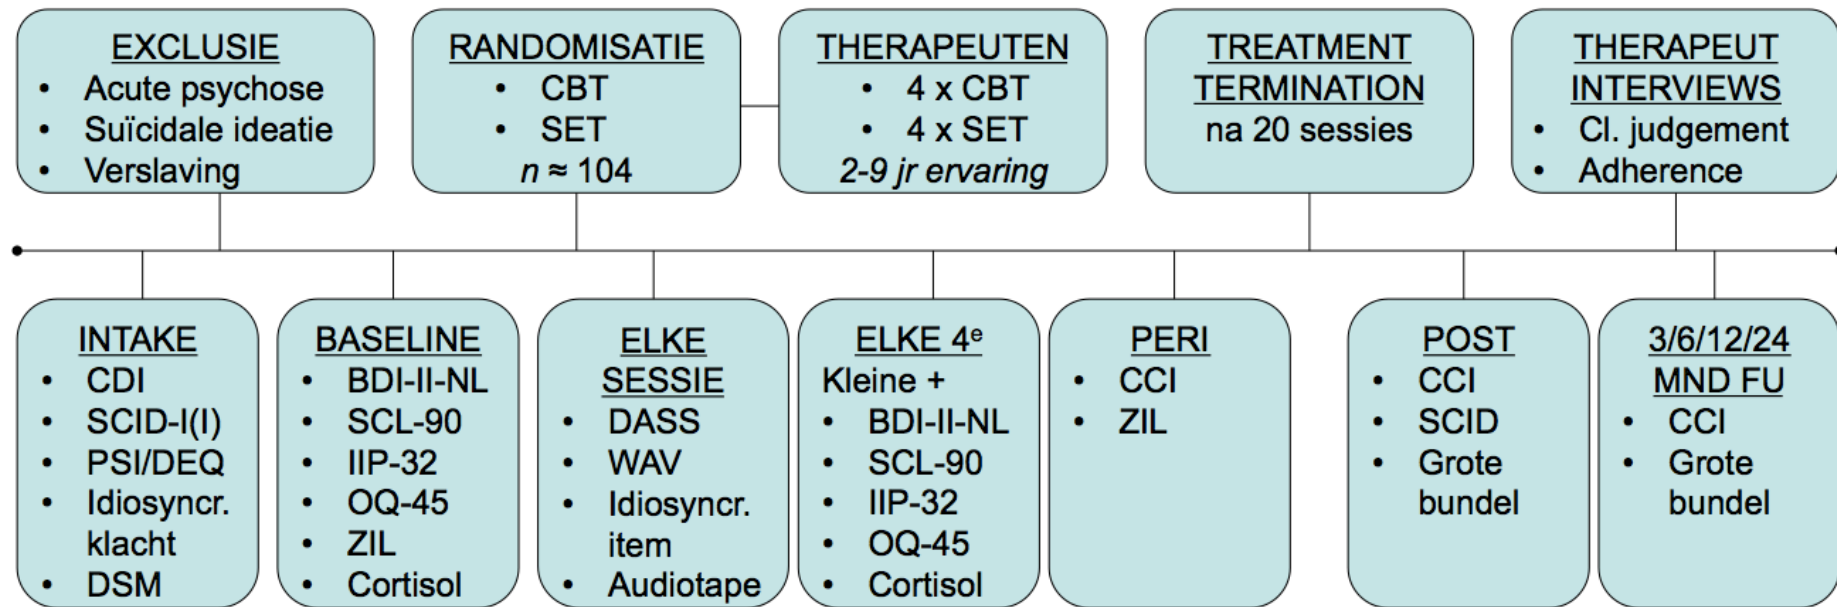 EXCLUSIE
• Acute psychose
• Suïcidale ideatie
• Verslaving
RANDOMISATIE
• CBT
• SET
n ≈ 104
THERAPEUTEN
• 4 x CBT
• 4 x SET
2-9 jr ervaring
TREATMENT
TERMINATION
na 20 sessies
THERAPEUT
INTERVIEWS
• Cl. judgement
• Adherence
INTAKE
• CDI
• SCID-I(I)
• PSI/DEQ
• Idiosyncr.
klacht
• DSM
BASELINE
• BDI-II-NL
• SCL-90
• IIP-32
• OQ-45
• ZIL
• Cortisol
ELKE
SESSIE
• DASS
• WAV
• Idiosyncr.
item
• Audiotape
ELKE 4e
Kleine +
• BDI-II-NL
• SCL-90
• IIP-32
• OQ-45
• Cortisol
PERI
• CCI
• ZIL
POST
• CCI
• SCID
• Grote
bundel
3/6/12/24
MND FU
• CCI
• Grote
bundel